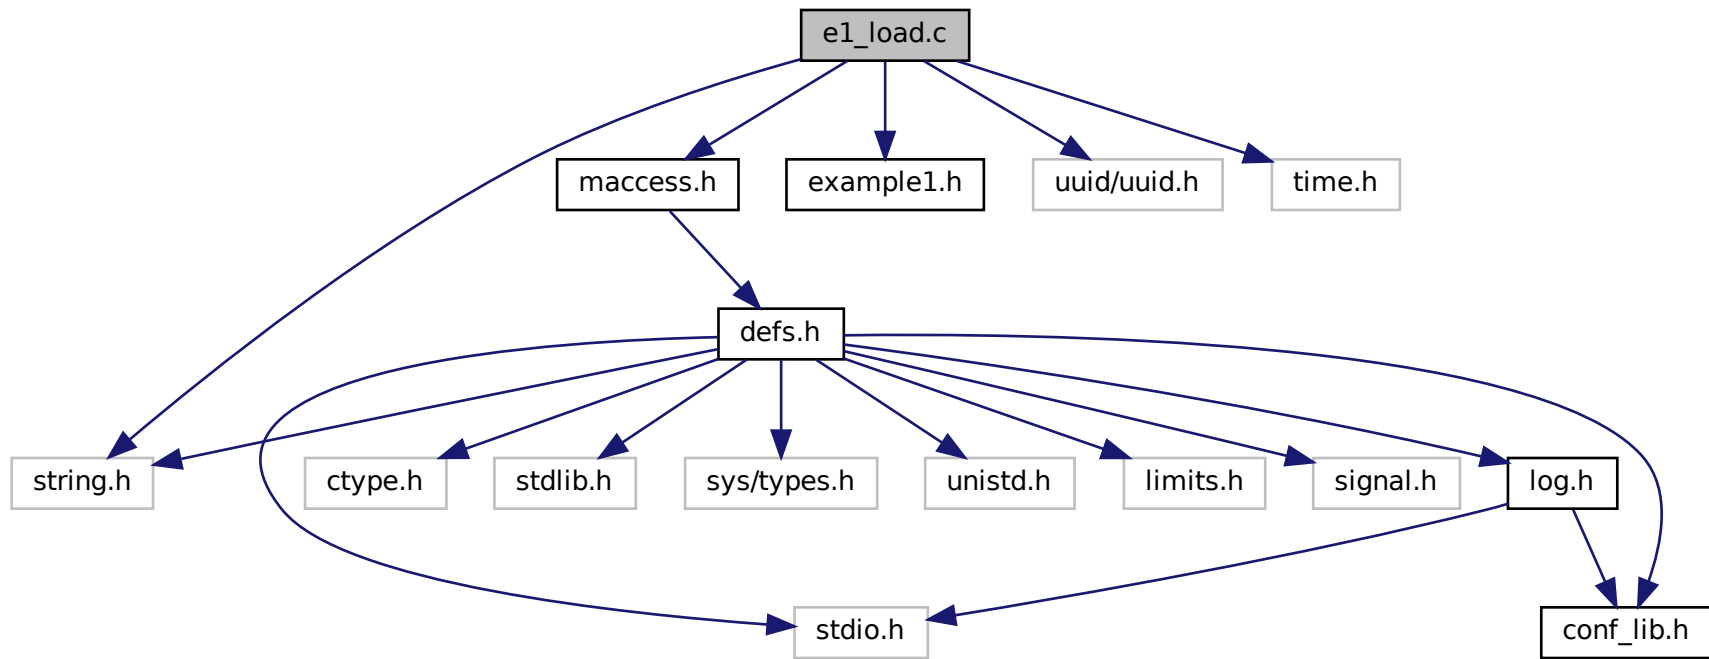 e1_load.c
maccess.h
example1.h
uuid/uuid.h
time.h
defs.h
string.h
ctype.h
stdlib.h
sys/types.h
unistd.h
limits.h
signal.h
log.h
stdio.h
conf_lib.h